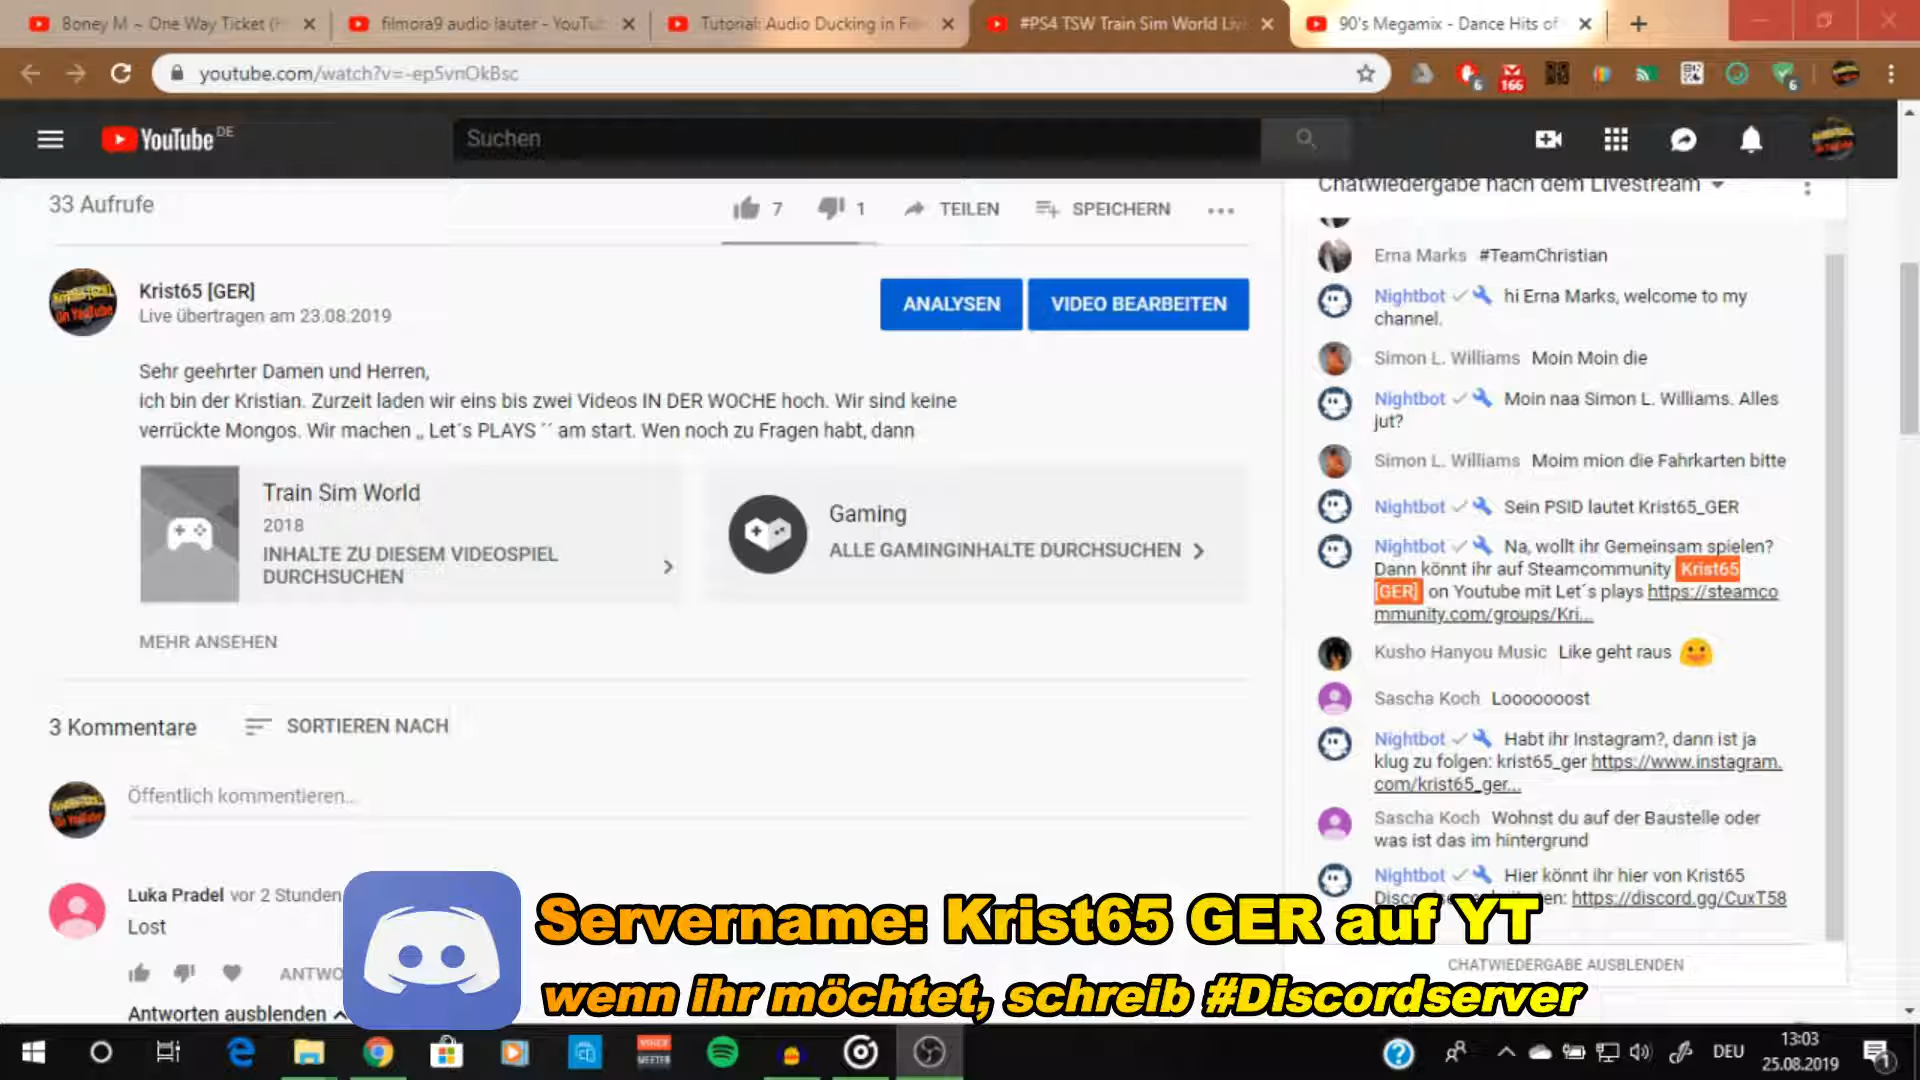 Boney M ~ One Way Ticket (
filmora9 audio lauter - YouTu
Tutorial: Audio Ducking in F
#PS4 TSW Train Sim World Liv
90's Megamix - Dance Hits of
youtube.com/watch?v=-ep5vnOkBsc
6
166
6
YouTube DE
Suchen
33 Aufrufe
7
1
TEILEN
SPEICHERN
Krist65 [GER]
Live übertragen am 23.08.2019
ANALYSEN
VIDEO BEARBEITEN
Sehr geehrter Damen und Herren,
ich bin der Kristian. Zurzeit laden wir eins bis zwei Videos IN DER WOCHE hoch. Wir sind keine
verrückte Mongos. Wir machen ,, Let´s PLAYS ´´ am start. Wen noch zu Fragen habt, dann
Train Sim World
2018
INHALTE ZU DIESEM VIDEOSPIEL
DURCHSUCHEN
Gaming
ALLE GAMINGINHALTE DURCHSUCHEN
MEHR ANSEHEN
3 Kommentare
SORTIEREN NACH
Öffentlich kommentieren...
Luka Pradel vor 2 Stunden
Lost
ANTWO
Antworten ausblenden
Chatwiedergabe nach dem Livestream
Erna Marks #TeamChristian
Nightbot hi Erna Marks, welcome to my
channel.
Simon L. Williams Moin Moin die
Nightbot Moin naa Simon L. Williams. Alles
jut?
Simon L. Williams Moim mion die Fahrkarten bitte
Nightbot Sein PSID lautet Krist65_GER
Nightbot Na, wollt ihr Gemeinsam spielen?
Dann könnt ihr auf Steamcommunity Krist65
[GER] on Youtube mit Let´s plays https://steamco
mmunity.com/groups/Kri...
Kusho Hanyou Music Like geht raus
Sascha Koch Looooooost
Nightbot Habt ihr Instagram?, dann ist ja
klug zu folgen: krist65_ger https://www.instagram.
com/krist65_ger...
Sascha Koch Wohnst du auf der Baustelle oder
was ist das im hintergrund
Nightbot Hier könnt ihr hier von Krist65
https://discord.gg/CuxT58
CHATWIEDERGABE AUSBLENDEN
Servername: Krist65 GER auf YT
wenn ihr möchtet, schreib #Discordserver
VOICE
MEETER
DEU
13:03
25.08.2019
1